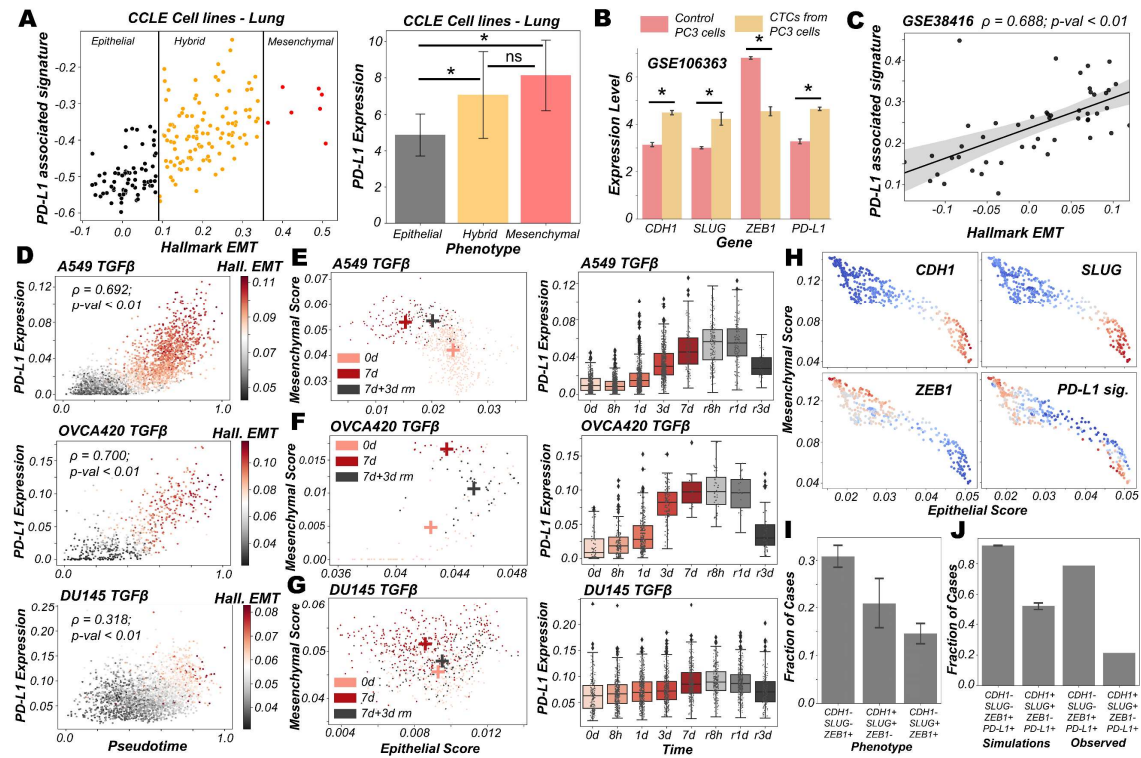 A
CCLE Cell lines - Lung
PD-L1 associated signature
Epithelial
Hybrid
Mesenchymal
-0.2
-0.3
-0.4
-0.5
-0.6
-0.1 0.0 0.1 0.2 0.3 0.4 0.5
Hallmark EMT
CCLE Cell lines - Lung
PD-L1 Expression
10
8
6
4
2
0
*
*
ns
Epithelial Hybrid Mesenchymal
Phenotype
B
Control PC3 cells
CTCs from PC3 cells
GSE106363
Expression Level
6
4
2
0
* * * *
CDH1 SLUG ZEB1 PD-L1
Gene
C
GSE38416 ρ = 0.688; p-val < 0.01
PD-L1 associated signature
0.5
0.4
0.3
0.2
0.1
-0.1 -0.05 0.0 0.05 0.1
Hallmark EMT
D
A549 TGFβ
Hall. EMT
ρ = 0.692;
p-val < 0.01
PD-L1 Expression
0.12
0.08
0.04
0.0
0.0 1.0
0.11
0.09
0.07
0.05
OVCA420 TGFβ
Hall. EMT
ρ = 0.700;
p-val < 0.01
PD-L1 Expression
0.15
0.10
0.05
0.0
0.0 1.0
0.10
0.08
0.06
0.04
DU145 TGFβ
Hall. EMT
ρ = 0.318;
p-val < 0.01
PD-L1 Expression
0.25
0.20
0.15
0.10
0.05
0.0 1.0
Pseudotime
0.08
0.07
0.06
0.05
0.04
0.03
E
A549 TGFβ
Mesenchymal Score
0.07
0.06
0.05
0.04
0.03
0d
7d
7d+3d rm
0.01 0.02 0.03
A549 TGFβ
PD-L1 Expression
0.12
0.08
0.04
0.0
0d 8h 1d 3d 7d r8h r1d r3d
F
OVCA420 TGFβ
Mesenchymal Score
0.015
0.010
0.005
0.00
0d
7d
7d+3d rm
0.036 0.04 0.044 0.048
OVCA420 TGFβ
PD-L1 Expression
0.15
0.10
0.05
0.00
0d 8h 1d 3d 7d r8h r1d r3d
G
DU145 TGFβ
Mesenchymal Score
0.06
0.05
0.04
0d
7d
7d+3d rm
0.004 0.008 0.012
Epithelial Score
DU145 TGFβ
PD-L1 Expression
0.20
0.15
0.10
0.05
0d 8h 1d 3d 7d r8h r1d r3d
Time
H
Mesenchymal Score
CDH1
SLUG
ZEB1
PD-L1 sig.
0.12
0.08
0.04
0.12
0.08
0.04
0.02 0.03 0.04 0.05
0.02 0.03 0.04 0.05
Epithelial Score
I
Fraction of Cases
0.3
0.2
0.1
0.0
CDH1- SLUG- ZEB1+
CDH1+ SLUG+ ZEB1-
CDH1- SLUG+ ZEB1+
Phenotype
J
Fraction of Cases
0.8
0.6
0.4
0.2
0.0
CDH1- SLUG- ZEB1+ PD-L1+
CDH1+ SLUG+ ZEB1- PD-L1+
CDH1- SLUG- ZEB1+ PD-L1+
CDH1+ SLUG+ ZEB1- PD-L1+
Simulations Observed